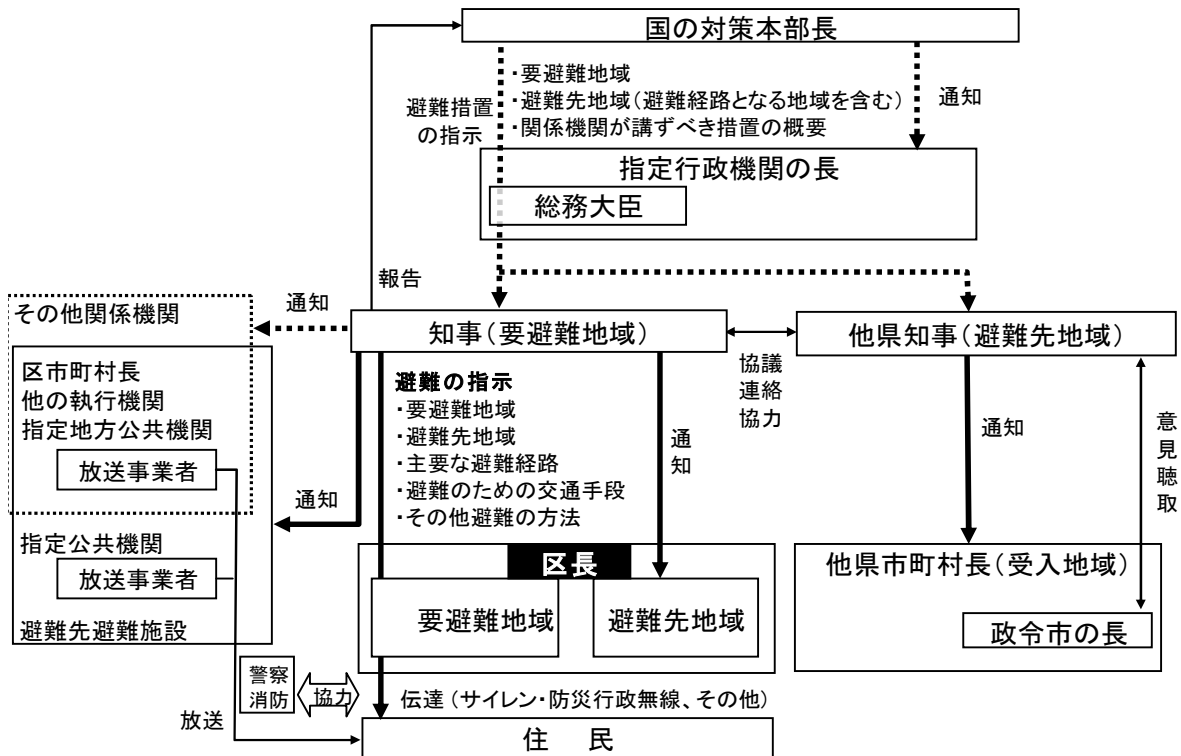 国の対策本部長
・要避難地域
・避難先地域（避難経路となる地域を含む）
・関係機関が講ずべき措置の概要
避難措置
の指示
通知
指定行政機関の長
総務大臣
報告
通知
その他関係機関
知事（要避難地域）
他県知事（避難先地域）
協議
連絡
協力
区市町村長
他の執行機関
指定地方公共機関
放送事業者
避難の指示
・要避難地域
・避難先地域
・主要な避難経路
・避難のための交通手段
・その他避難の方法
通知
通知
意見聴取
通知
指定公共機関
放送事業者
避難先避難施設
区長
要避難地域
避難先地域
他県市町村長（受入地域）
政令市の長
警察
消防
協力
伝達（サイレン・防災行政無線、その他）
放送
住　民